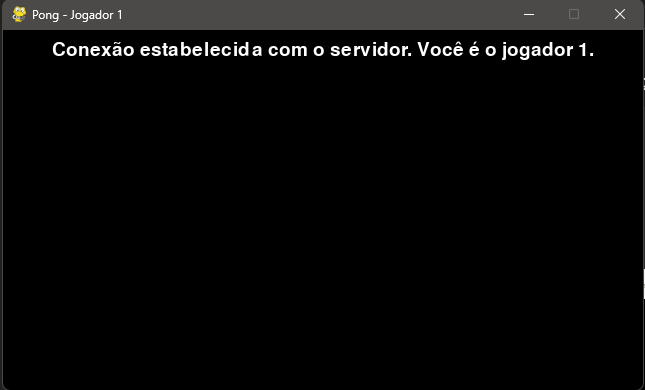 Pong - Jogador 1
Conexão estabelecida com o servidor. Você é o jogador 1.